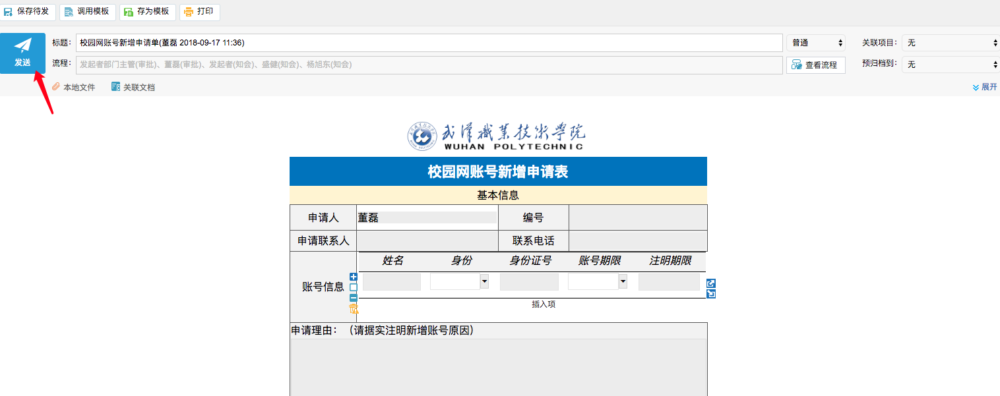 保存待发 调用模板 存为模板 打印
发送
标题： 校园网账号新增申请单(董磊 2018-09-17 11:36) 普通 关联项目： 无
流程： 发起者部门主管(审批)、董磊(审批)、发起者(知会)、盛健(知会)、杨旭东(知会) 查看流程 预归档到： 无
本地文件 关联文档 展开
武漢職業技術學院
WUHAN POLYTECHNIC
校园网账号新增申请表
基本信息
申请人 董磊 编号
申请联系人 联系电话
姓名 身份 身份证号 账号期限 注明期限
账号信息
插入项
申请理由：（请据实注明新增账号原因）